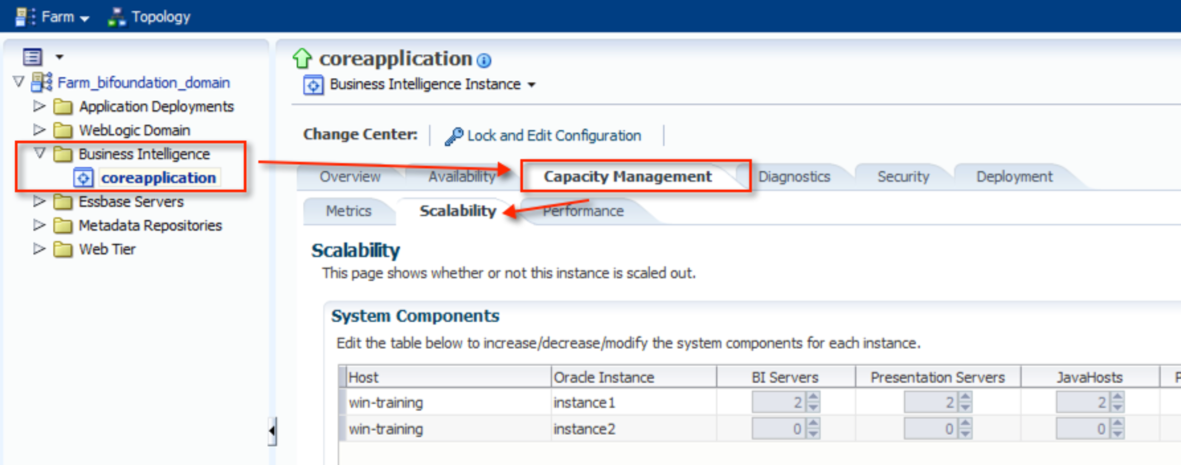 Farm Topology
Farm_bifoundation_domain
Application Deployments
WebLogic Domain
Business Intelligence
coreapplication
Essbase Servers
Metadata Repositories
Web Tier
coreapplication
Business Intelligence Instance
Change Center: Lock and Edit Configuration
Overview Availability Capacity Management Diagnostics Security Deployment
Metrics Scalability Performance
Scalability
This page shows whether or not this instance is scaled out.
System Components
Edit the table below to increase/decrease/modify the system components for each instance.
Host Oracle Instance BI Servers Presentation Servers JavaHosts P
win-training instance1 2 2 2
win-training instance2 0 0 0